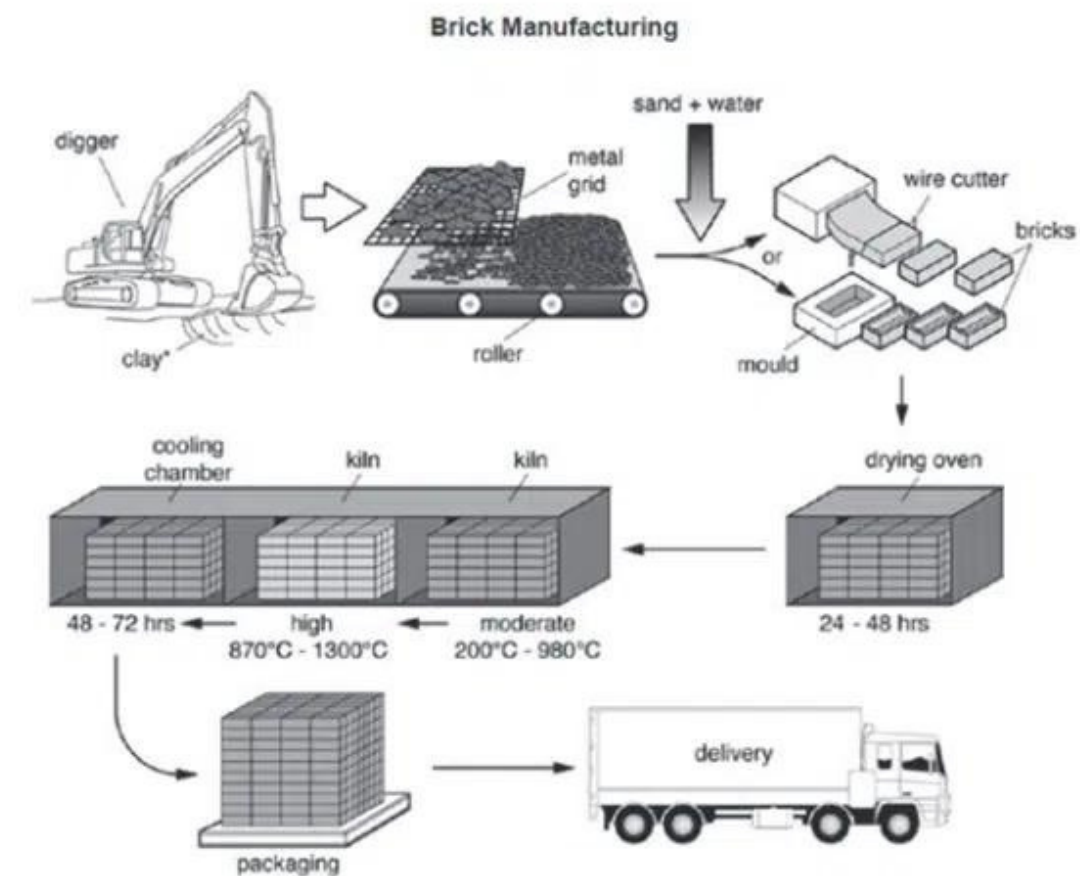 Brick Manufacturing
digger
clay*
metal
grid
roller
sand + water
wire cutter
or
bricks
mould
drying oven
24 - 48 hrs
kiln
moderate
200°C - 980°C
kiln
high
870°C - 1300°C
cooling
chamber
48 - 72 hrs
packaging
delivery